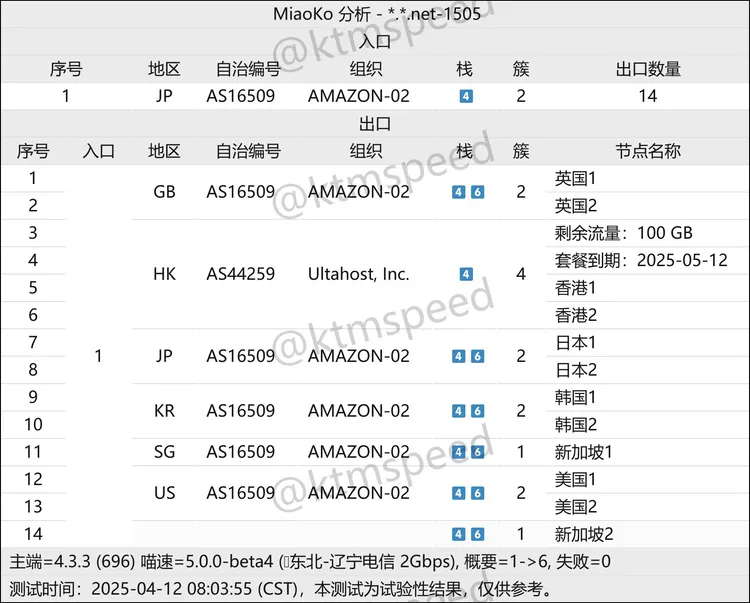 MiaoKo 分析 - *.*.net-1505
入口
序号 地区 自治编号 组织 栈 簇 出口数量
1 JP AS16509 AMAZON-02 4 2 14
出口
序号 入口 地区 自治编号 组织 栈 簇 节点名称
1 GB AS16509 AMAZON-02 4 6 2 英国1
2 英国2
3 HK AS44259 Ultahost, Inc. 4 4 剩余流量：100 GB
4 套餐到期：2025-05-12
5 香港1
6 香港2
7 1 JP AS16509 AMAZON-02 4 6 2 日本1
8 日本2
9 KR AS16509 AMAZON-02 4 6 2 韩国1
10 韩国2
11 SG AS16509 AMAZON-02 4 6 1 新加坡1
12 US AS16509 AMAZON-02 4 6 2 美国1
13 美国2
14 4 6 1 新加坡2
主端=4.3.3 (696) 喵速=5.0.0-beta4 (东北-辽宁电信 2Gbps), 概要=1->6, 失败=0
测试时间：2025-04-12 08:03:55 (CST)，本测试为试验性结果，仅供参考。
@ktmspeed
@ktmspeed
@ktmspeed
@ktmspeed
@ktmspeed